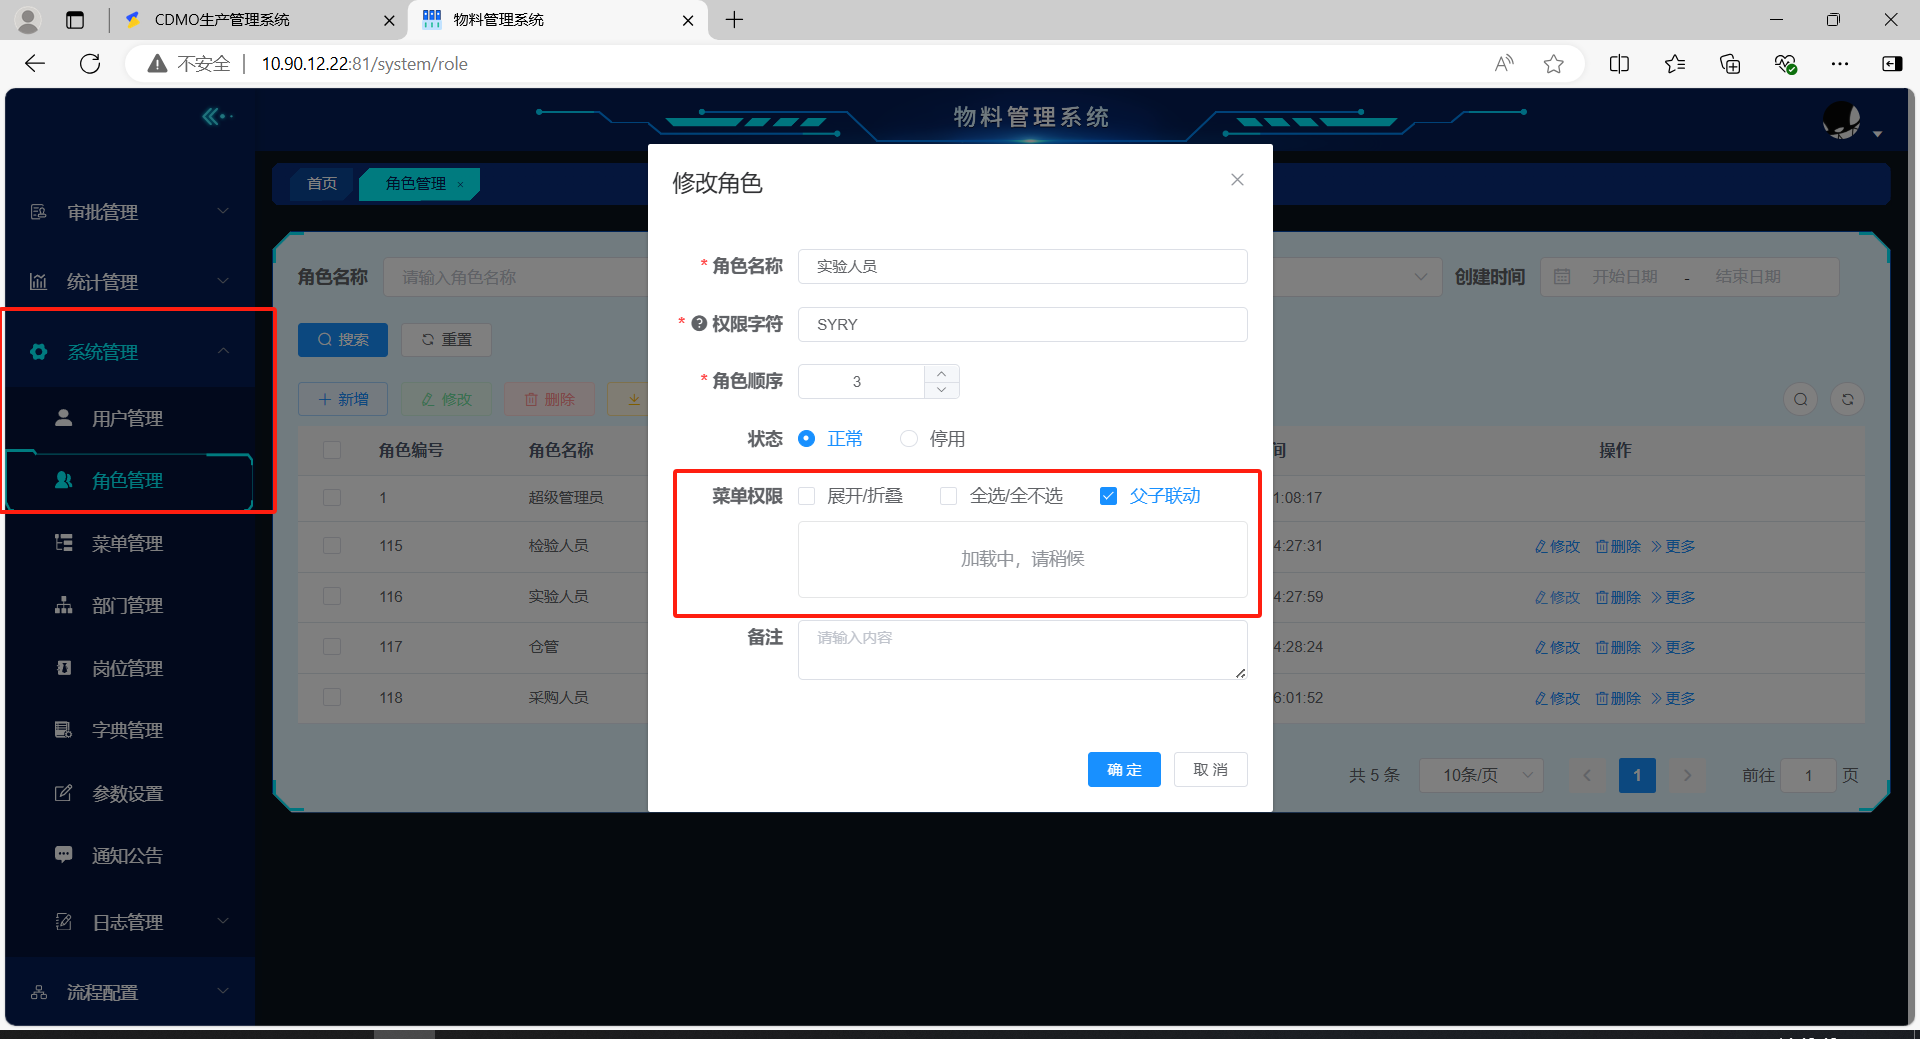 CDMO生产管理系统
物料管理系统
不安全
10.90.12.22:81/system/role
物料管理系统
首页
角色管理
审批管理
统计管理
系统管理
用户管理
角色管理
菜单管理
部门管理
岗位管理
字典管理
参数设置
通知公告
日志管理
流程配置
角色名称
请输入角色名称
创建时间
开始日期 - 结束日期
搜索
重置
新增
修改
删除
角色编号 角色名称 间 操作
1 超级管理员 1:08:17
115 检验人员 4:27:31 修改 删除 更多
116 实验人员 4:27:59 修改 删除 更多
117 仓管 4:28:24 修改 删除 更多
118 采购人员 6:01:52 修改 删除 更多
共 5 条 10条/页 1 前往 1 页
修改角色
* 角色名称 实验人员
* 权限字符 SYRY
* 角色顺序 3
状态 正常 停用
菜单权限 展开/折叠 全选/全不选 父子联动
加载中，请稍候
备注 请输入内容
确 定
取 消